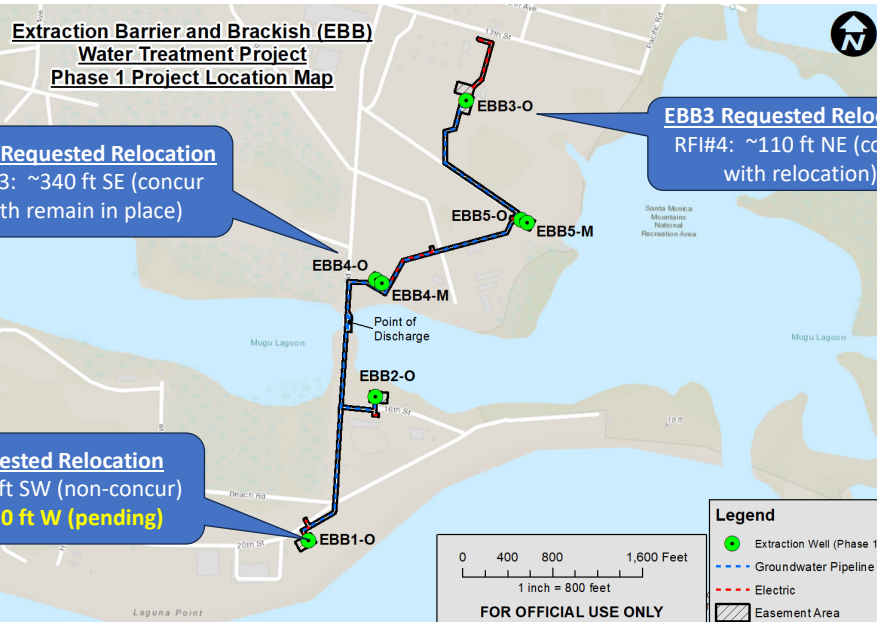 Extraction Barrier and Brackish (EBB)
Water Treatment Project
Phase 1 Project Location Map
13th St
Pacific Rd
N
EBB3-O
EBB3 Requested Reloc
RFI#4: ~110 ft NE (co
with relocation)
Requested Relocation
3: ~340 ft SE (concur
th remain in place)
EBB5-O
EBB5-M
Santa Monica
Mountains
National
Recreation Area
EBB4-O
EBB4-M
Point of
Discharge
Mugu Lagoon
Mugu Lagoon
EBB2-O
16th St
18 ft
ested Relocation
ft SW (non-concur)
0 ft W (pending)
Beach Rd
20th St
EBB1-O
Laguna Point
0 400 800 1,600 Feet
1 inch = 800 feet
FOR OFFICIAL USE ONLY
Legend
Extraction Well (Phase 1
Groundwater Pipeline
Electric
Easement Area